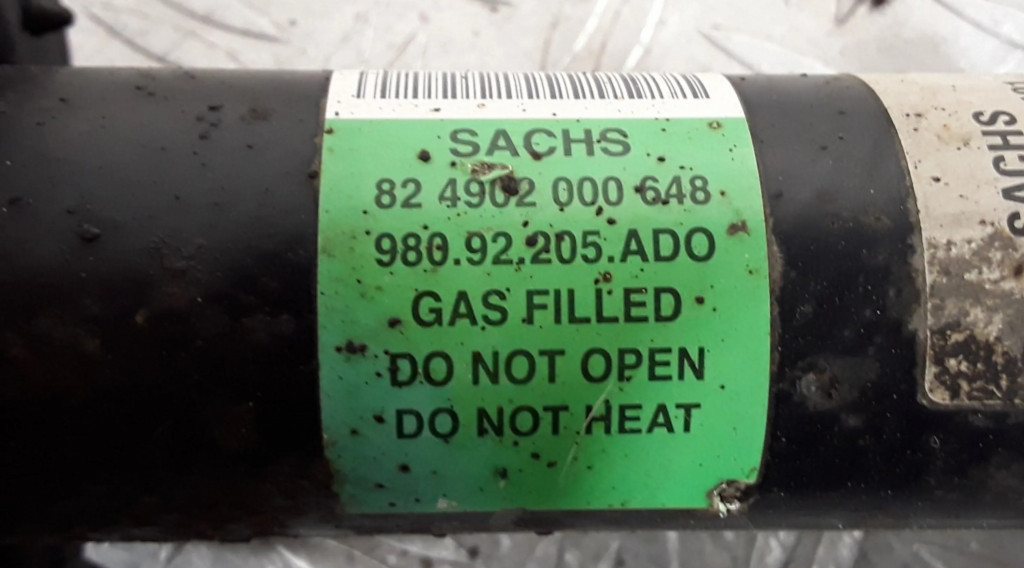 SACHS
82 4902 000 648
980.92.205.ADO
GAS FILLED
DO NOT OPEN
DO NOT HEAT
SACHS